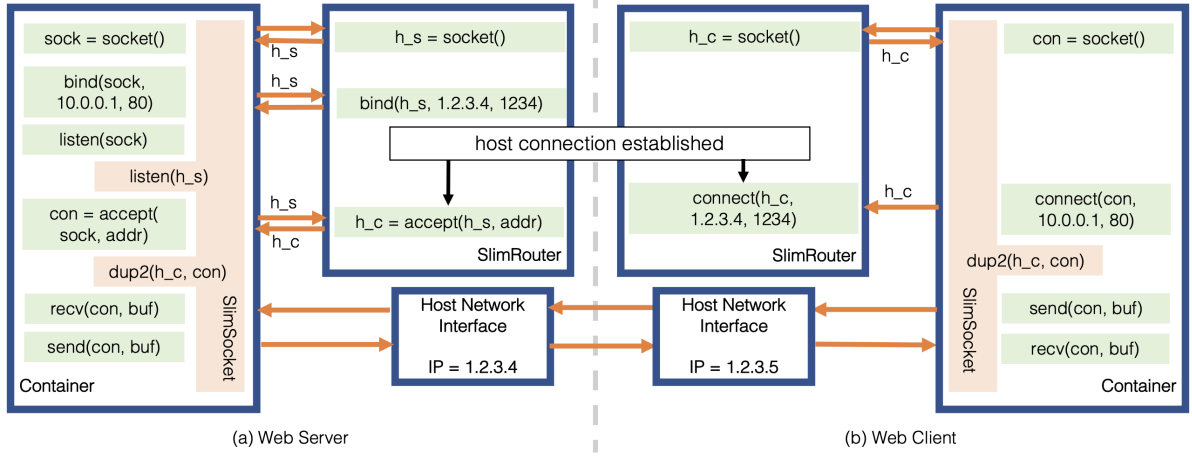 sock = socket()
bind(sock,
10.0.0.1, 80)
listen(sock)
listen(h_s)
con = accept(
sock, addr)
dup2(h_c, con)
recv(con, buf)
send(con, buf)
SlimSocket
Container
h_s
h_s
h_s
h_c
h_s = socket()
bind(h_s, 1.2.3.4, 1234)
h_c = accept(h_s, addr)
SlimRouter
host connection established
h_c = socket()
connect(h_c,
1.2.3.4, 1234)
SlimRouter
h_c
h_c
con = socket()
connect(con,
10.0.0.1, 80)
dup2(h_c, con)
send(con, buf)
recv(con, buf)
SlimSocket
Container
Host Network
Interface
IP = 1.2.3.4
Host Network
Interface
IP = 1.2.3.5
(a) Web Server
(b) Web Client